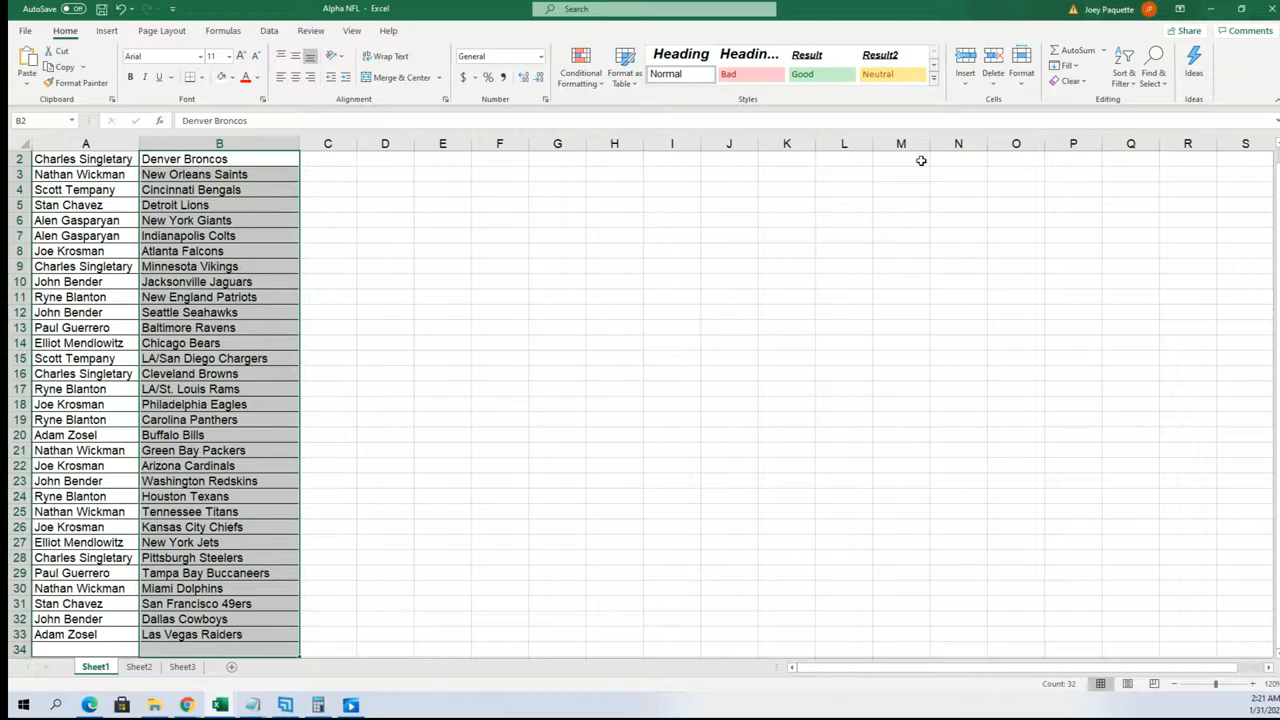 AutoSave Off Alpha NFL - Excel Search Joey Paquette JP
File Home Insert Page Layout Formulas Data Review View Help Share Comments
Cut Arial 11 Wrap Text General Heading Headin... Result Result2 AutoSum
Copy Fill
Paste Format Painter B I U A Merge & Center $ % Conditional Formatting Format as Table Normal Bad Good Neutral Insert Delete Format Clear Sort & Filter Find & Select Ideas
Clipboard Font Alignment Number Styles Cells Editing Ideas
B2 fx Denver Broncos
A B C D E F G H I J K L M N O P Q R S
2 Charles Singletary Denver Broncos
3 Nathan Wickman New Orleans Saints
4 Scott Tempany Cincinnati Bengals
5 Stan Chavez Detroit Lions
6 Alen Gasparyan New York Giants
7 Alen Gasparyan Indianapolis Colts
8 Joe Krosman Atlanta Falcons
9 Charles Singletary Minnesota Vikings
10 John Bender Jacksonville Jaguars
11 Ryne Blanton New England Patriots
12 John Bender Seattle Seahawks
13 Paul Guerrero Baltimore Ravens
14 Elliot Mendlowitz Chicago Bears
15 Scott Tempany LA/San Diego Chargers
16 Charles Singletary Cleveland Browns
17 Ryne Blanton LA/St. Louis Rams
18 Joe Krosman Philadelphia Eagles
19 Ryne Blanton Carolina Panthers
20 Adam Zosel Buffalo Bills
21 Nathan Wickman Green Bay Packers
22 Joe Krosman Arizona Cardinals
23 John Bender Washington Redskins
24 Ryne Blanton Houston Texans
25 Nathan Wickman Tennessee Titans
26 Joe Krosman Kansas City Chiefs
27 Elliot Mendlowitz New York Jets
28 Charles Singletary Pittsburgh Steelers
29 Paul Guerrero Tampa Bay Buccaneers
30 Nathan Wickman Miami Dolphins
31 Stan Chavez San Francisco 49ers
32 John Bender Dallas Cowboys
33 Adam Zosel Las Vegas Raiders
34
Sheet1 Sheet2 Sheet3
Count: 32 120%
2:21 AM
1/31/202